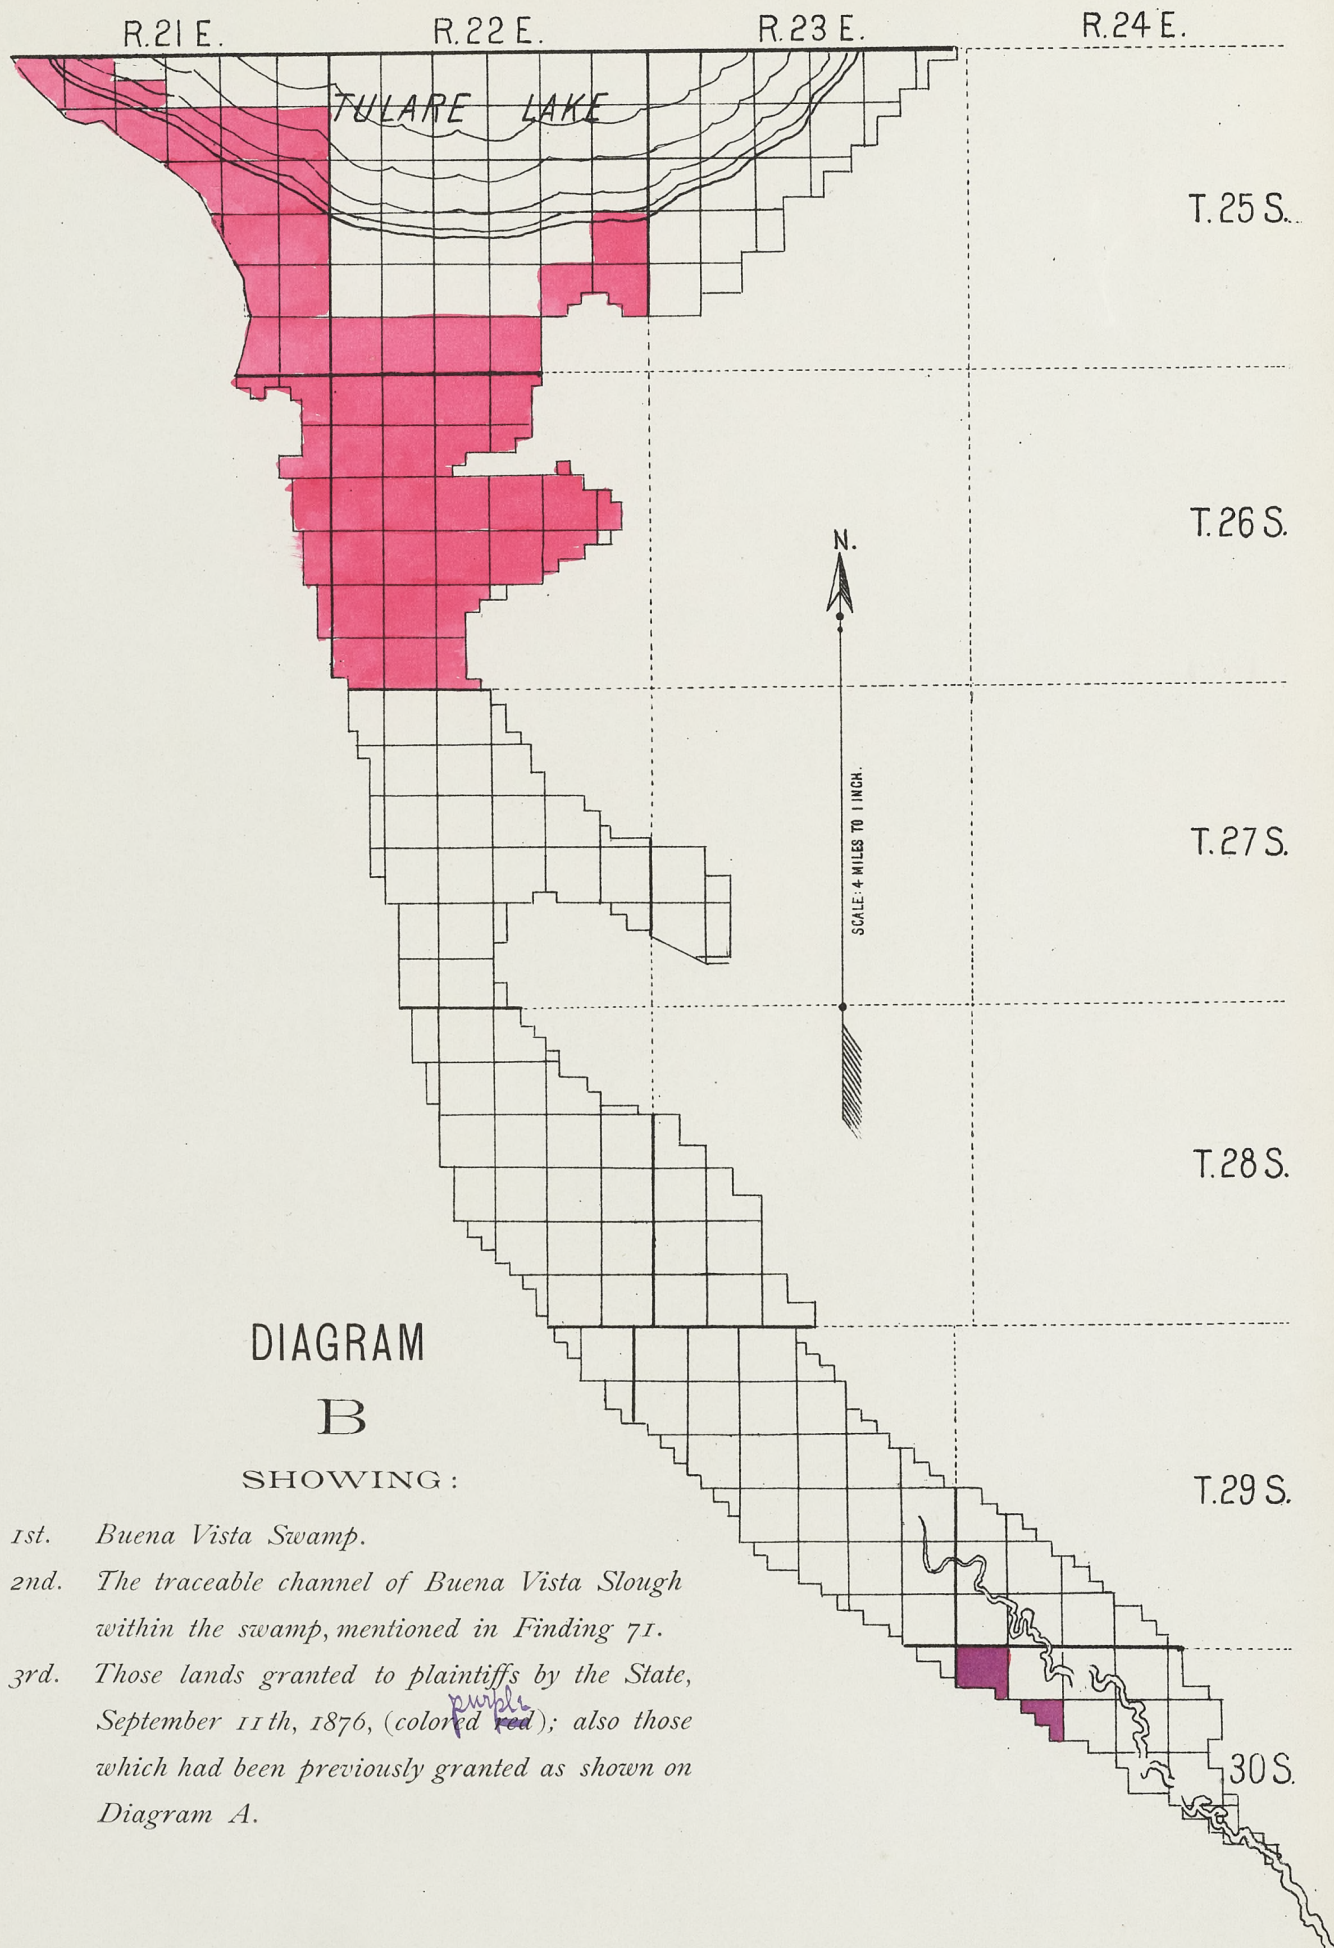 R.21 E. R.22 E. R.23 E. R.24 E.
TULARE LAKE
T.25 S.
T.26 S.
N.
SCALE: 4 MILES TO 1 INCH.
T.27 S.
T.28 S.
DIAGRAM
B
SHOWING:
T.29 S.
1st. Buena Vista Swamp.
2nd. The traceable channel of Buena Vista Slough
within the swamp, mentioned in Finding 71.
3rd. Those lands granted to plaintiffs by the State,
purple
September 11th, 1876, (colored red); also those
which had been previously granted as shown on
Diagram A.
30 S.